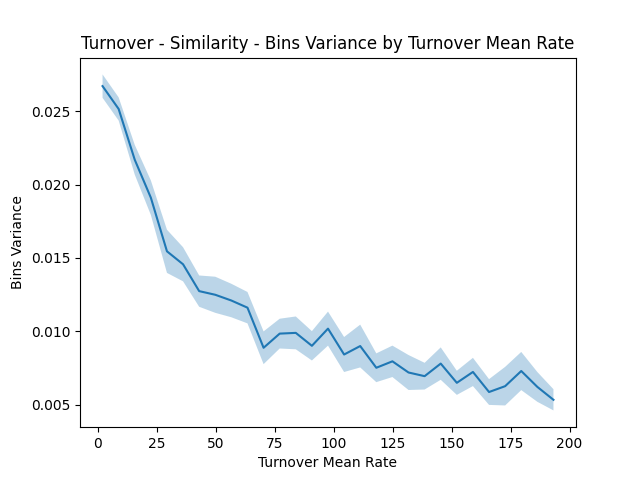 Turnover - Similarity - Bins Variance by Turnover Mean Rate
0.025
0.020
0.015
0.010
0.005
Bins Variance
0 25 50 75 100 125 150 175 200
Turnover Mean Rate